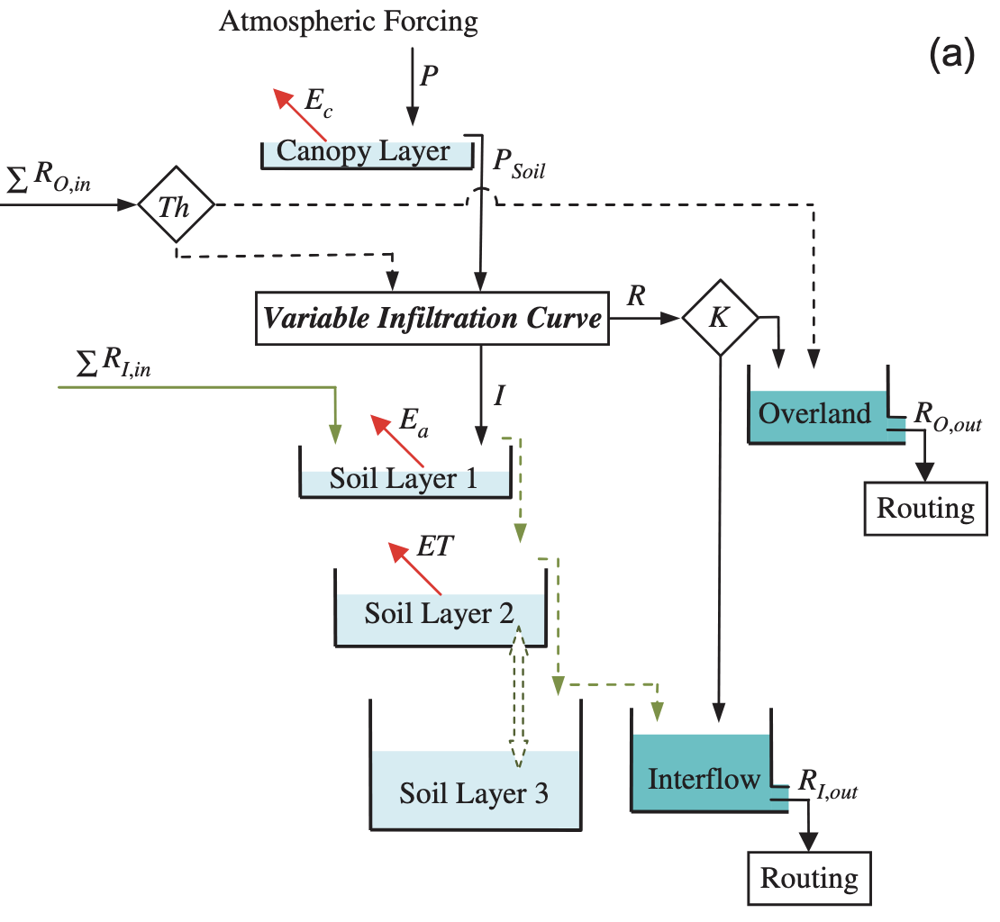 Atmospheric Forcing
(a)
P
E_c
Canopy Layer
P_Soil
∑ R_O,in
Th
Variable Infiltration Curve
R
K
∑ R_I,in
I
E_a
Soil Layer 1
Overland
R_O,out
Routing
ET
Soil Layer 2
Soil Layer 3
Interflow
R_I,out
Routing